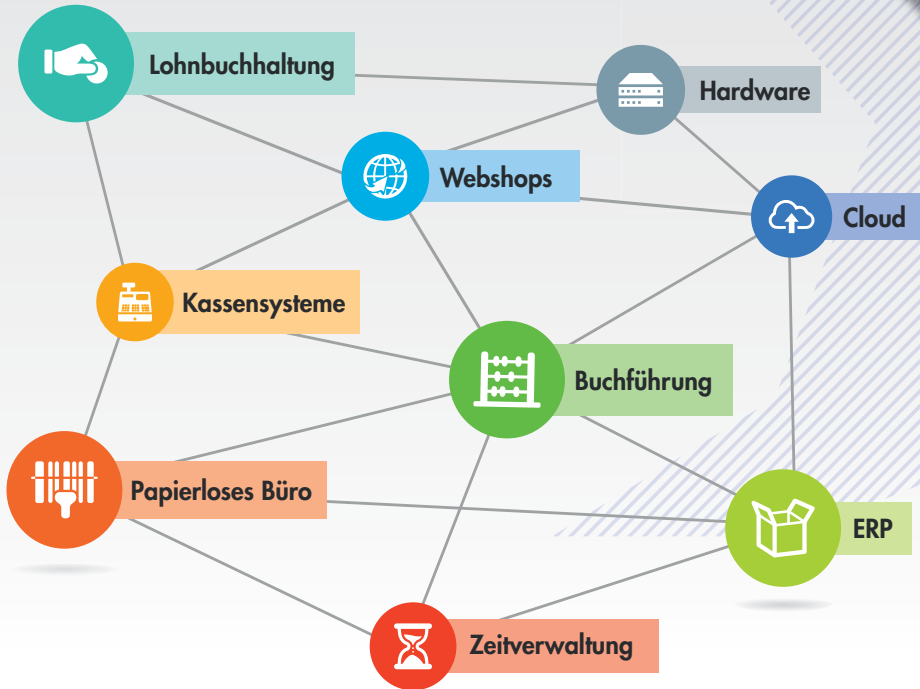 Lohnbuchhaltung
Hardware
Webshops
Cloud
Kassensysteme
Buchführung
Papierloses Büro
ERP
Zeitverwaltung